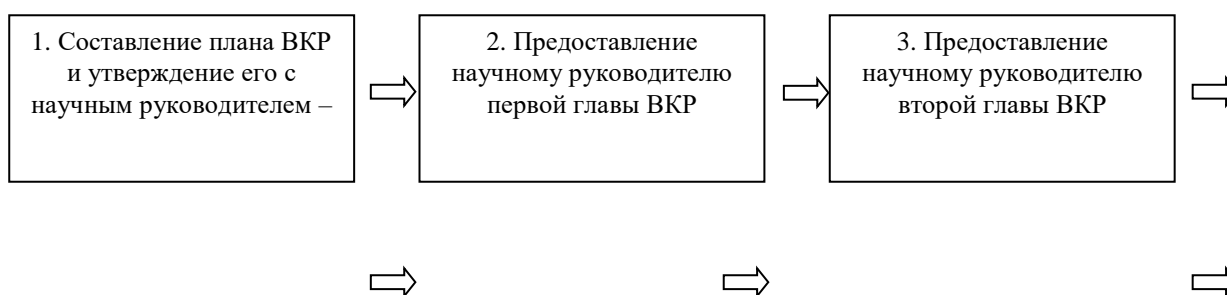 1. Составление плана ВКР
и утверждение его с
научным руководителем –
2. Предоставление
научному руководителю
первой главы ВКР
3. Предоставление
научному руководителю
второй главы ВКР